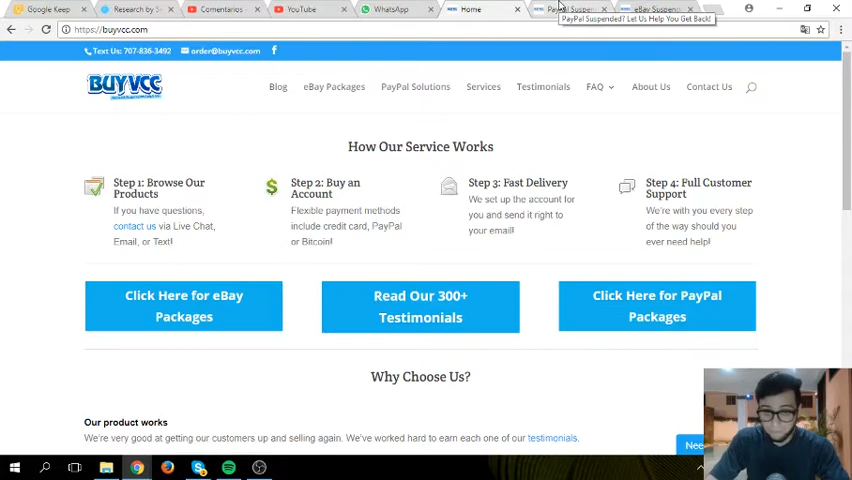 Google Keep
Research by S
Comentarios
YouTube
WhatsApp
Home
PayPal Suspen
eBay Suspend
PayPal Suspended? Let Us Help You Get Back!
https://buyvcc.com
Text Us: 707-836-3492
order@buyvcc.com
BUYVCC
Blog
eBay Packages
PayPal Solutions
Services
Testimonials
FAQ
About Us
Contact Us
How Our Service Works
Step 1: Browse Our
Products
If you have questions,
contact us via Live Chat,
Email, or Text!
Step 2: Buy an
Account
Flexible payment methods
include credit card, PayPal
or Bitcoin!
Step 3: Fast Delivery
We set up the account for
you and send it right to
your email!
Step 4: Full Customer
Support
We're with you every step
of the way should you
ever need help!
Click Here for eBay
Packages
Read Our 300+
Testimonials
Click Here for PayPal
Packages
Why Choose Us?
Our product works
We're very good at getting our customers up and selling again. We've worked hard to earn each one of our testimonials.
Nee